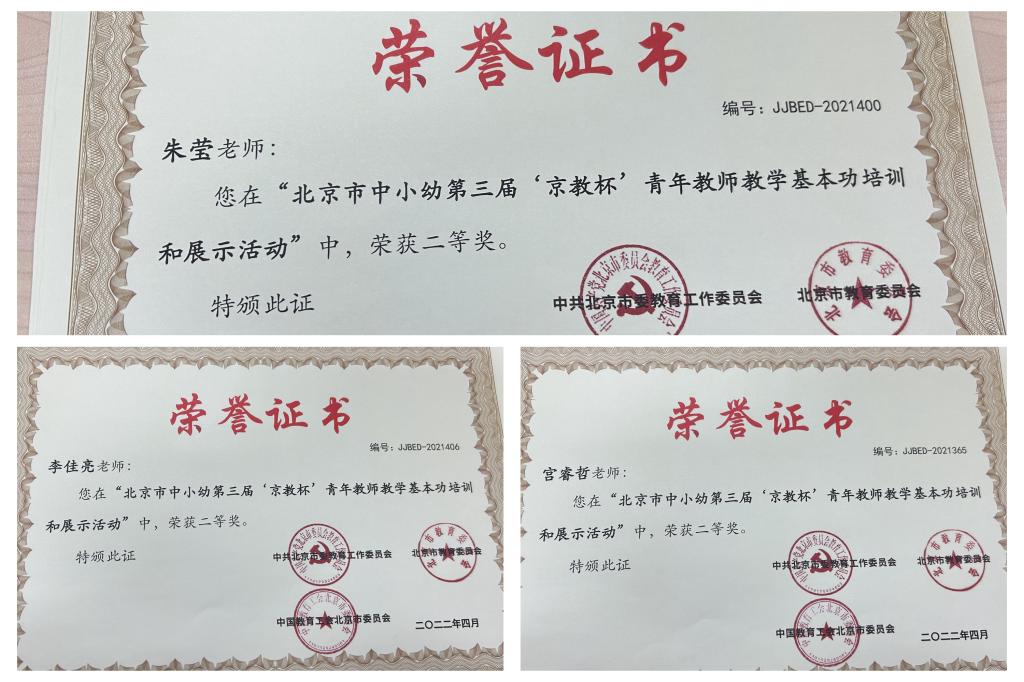 荣誉证书
编号：JJBED-2021400
朱莹老师：
您在“北京市中小幼第三届‘京教杯’青年教师教学基本功培训
和展示活动”中，荣获二等奖。
特颁此证
中共北京市委教育工作委员会
北京市教育委员会
荣誉证书
编号：JJBED-2021406
李佳亮老师：
您在“北京市中小幼第三届‘京教杯’青年教师教学基本功培训
和展示活动”中，荣获二等奖。
特颁此证
中共北京市委教育工作委员会
北京市教育委员会
中国教育工会北京市委员会
二〇二二年四月
荣誉证书
编号：JJBED-2021365
宫睿哲老师：
您在“北京市中小幼第三届‘京教杯’青年教师教学基本功培训
和展示活动”中，荣获二等奖。
特颁此证
中共北京市委教育工作委员会
北京市教育委员会
中国教育工会北京市委员会
二〇二二年四月